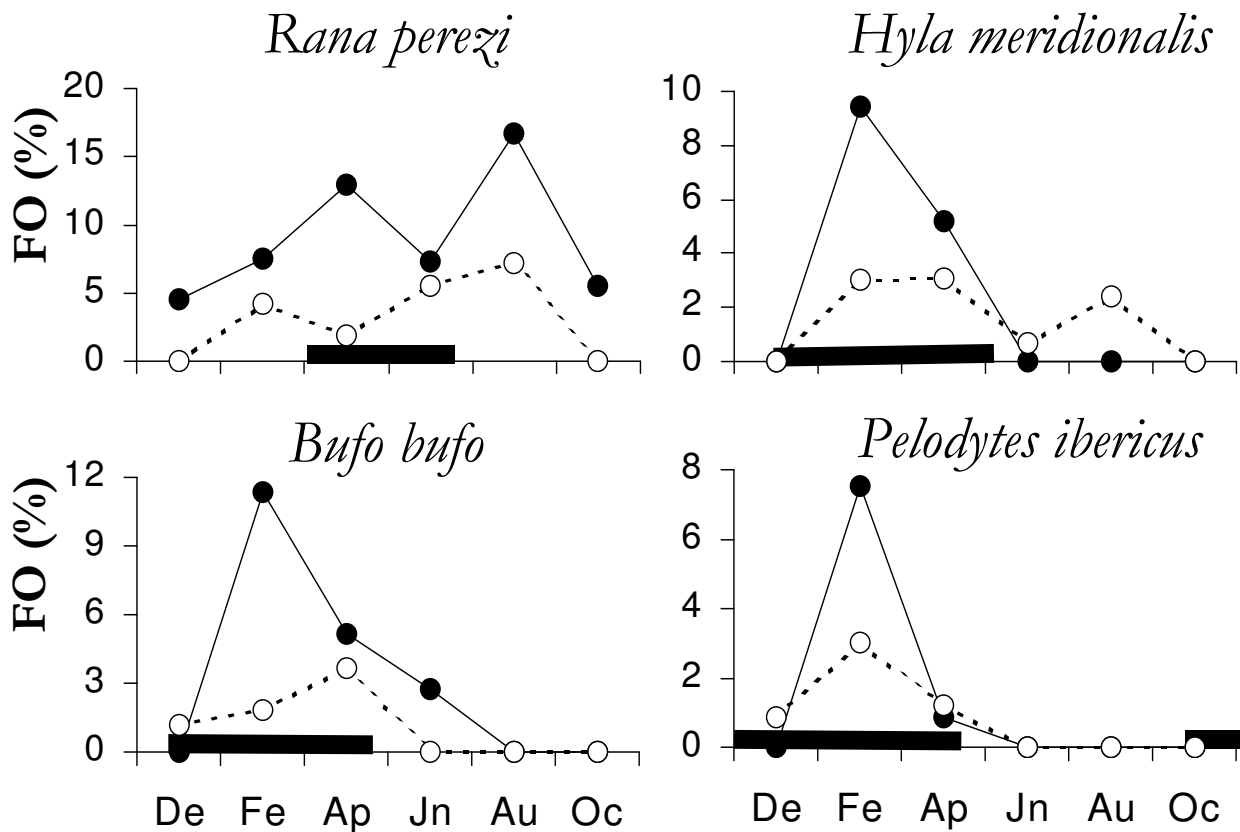 Rana perezi
Hyla meridionalis
FO (%)
20
15
10
5
0
10
8
6
4
2
0
Bufo bufo
Pelodytes ibericus
FO (%)
12
9
6
3
0
8
6
4
2
0
De Fe Ap Jn Au Oc
De Fe Ap Jn Au Oc